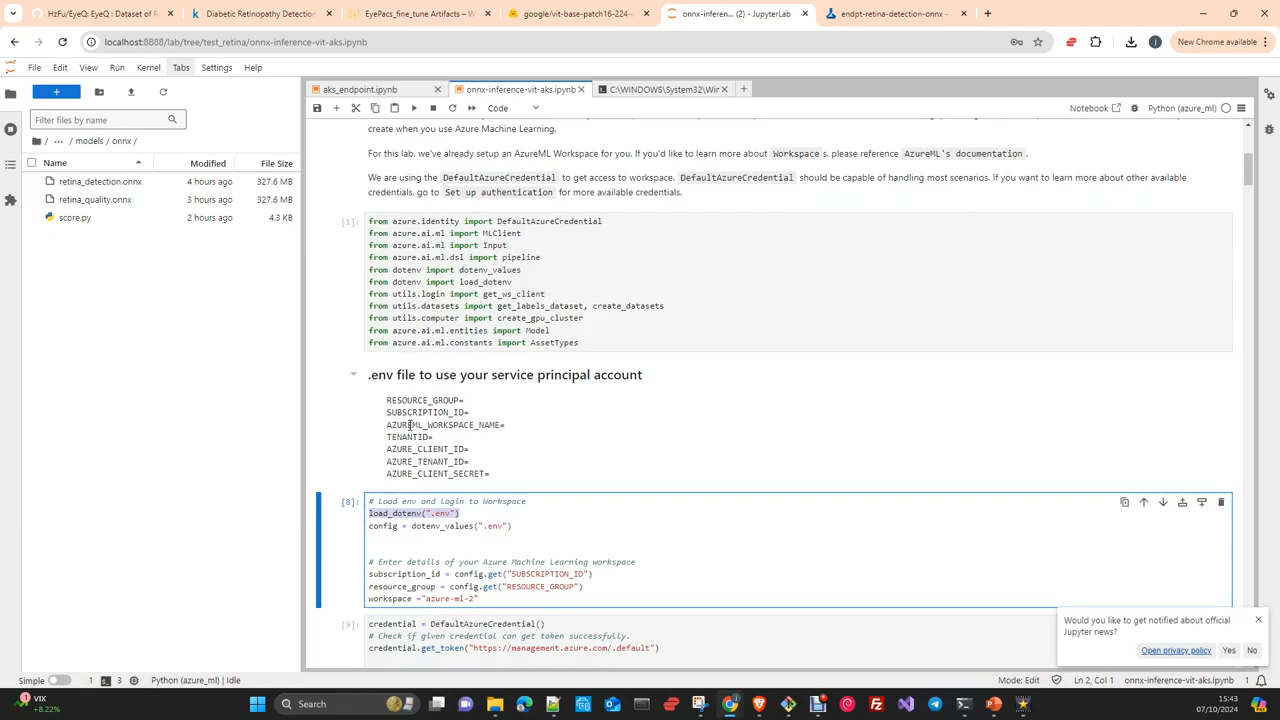 HzFu/EyeQ: EyeQ : Dataset of R
Diabetic Retinopathy Detection
EyePacs_fine_tune Artifacts – W
google/vit-base-patch16-224-
onnx-inferen... (2) - JupyterLab
endpt-retina-detection-onnx -
localhost:8888/lab/tree/test_retina/onnx-inference-vit-aks.ipynb
New Chrome available
File Edit View Run Kernel Tabs Settings Help
Filter files by name
... / models / onnx /
Name Modified File Size
retina_detection.onnx 4 hours ago 327.6 MB
retina_quality.onnx 3 hours ago 327.6 MB
score.py 2 hours ago 4.3 KB
aks_endpoint.ipynb
onnx-inference-vit-aks.ipynb
C:\WINDOWS\System32\Wir
Code
Notebook
Python (azure_ml)
create when you use Azure Machine Learning.
For this lab, we've already setup an AzureML Workspace for you. If you'd like to learn more about Workspace s, please reference AzureML's documentation .
We are using the DefaultAzureCredential to get access to workspace. DefaultAzureCredential should be capable of handling most scenarios. If you want to learn more about other available
credentials, go to Set up authentication for more available credentials.
[1]:
from azure.identity import DefaultAzureCredential
from azure.ai.ml import MLClient
from azure.ai.ml import Input
from azure.ai.ml.dsl import pipeline
from dotenv import dotenv_values
from dotenv import load_dotenv
from utils.login import get_ws_client
from utils.datasets import get_labels_dataset, create_datasets
from utils.computer import create_gpu_cluster
from azure.ai.ml.entities import Model
from azure.ai.ml.constants import AssetTypes
.env file to use your service principal account
RESOURCE_GROUP=
SUBSCRIPTION_ID=
AZUREML_WORKSPACE_NAME=
TENANTID=
AZURE_CLIENT_ID=
AZURE_TENANT_ID=
AZURE_CLIENT_SECRET=
[8]:
# Load env and login to Workspace
load_dotenv(".env")
config = dotenv_values(".env")
# Enter details of your Azure Machine Learning workspace
subscription_id = config.get("SUBSCRIPTION_ID")
resource_group = config.get("RESOURCE_GROUP")
workspace ="azure-ml-2"
[9]:
credential = DefaultAzureCredential()
# Check if given credential can get token successfully.
credential.get_token("https://management.azure.com/.default")
Would you like to get notified about official
Jupyter news?
Open privacy policy Yes No
Simple 1 3 Python (azure_ml) | Idle
Mode: Edit Ln 2, Col 1 onnx-inference-vit-aks.ipynb 1
VIX
+8.22%
Search
15:43
07/10/2024